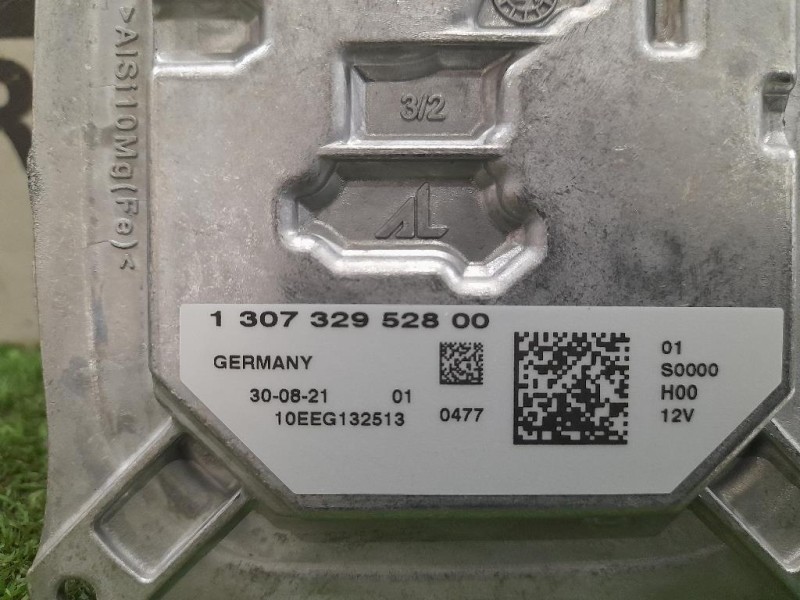 >AlSi10Mg(Fe)<
3/2
AL
1 307 329 528 00
GERMANY
30-08-21 01
10EEG132513 0477
01
S0000
H00
12V
R